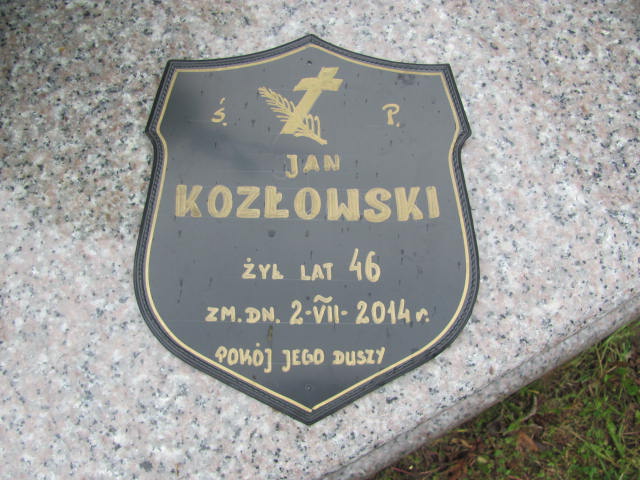 Ś. P.
JAN
KOZŁOWSKI
ŻYŁ LAT 46
ZM. DN. 2-VII-2014 r.
POKÓJ JEGO DUSZY